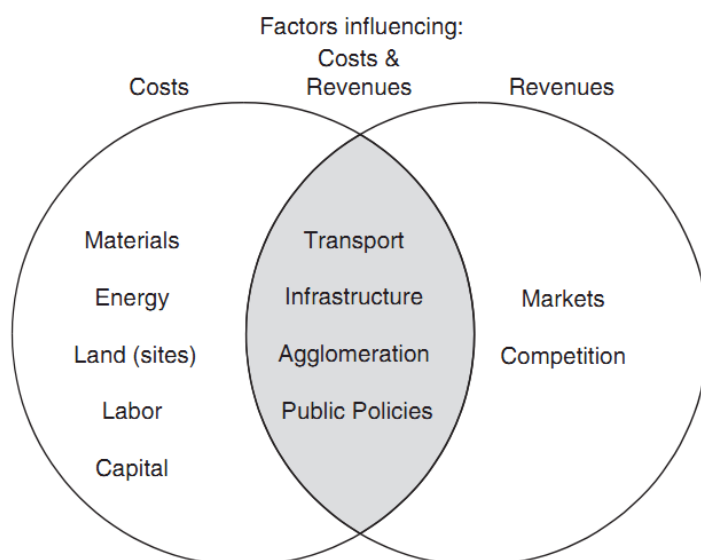 Factors influencing:
Costs &
Costs
Revenues
Revenues
Materials
Energy
Land (sites)
Labor
Capital
Transport
Infrastructure
Agglomeration
Public Policies
Markets
Competition